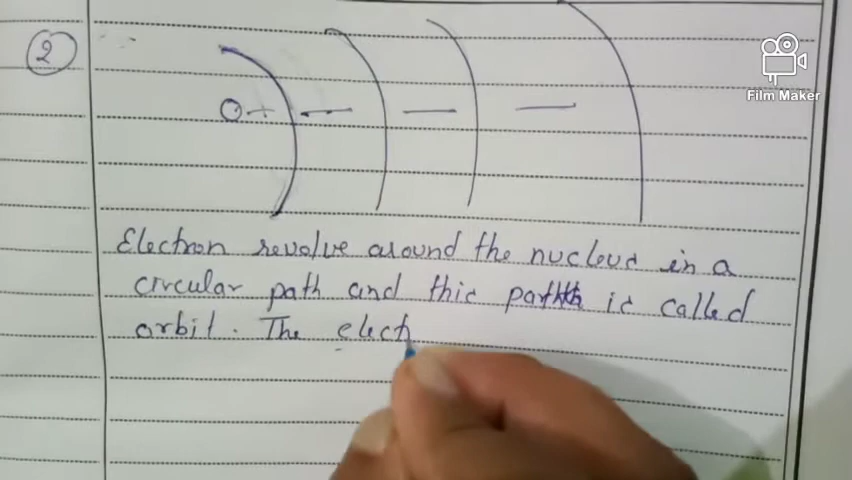 2
Film Maker
Electron revolve around the nucleus in a
circular path and this path is called
orbit. The elect